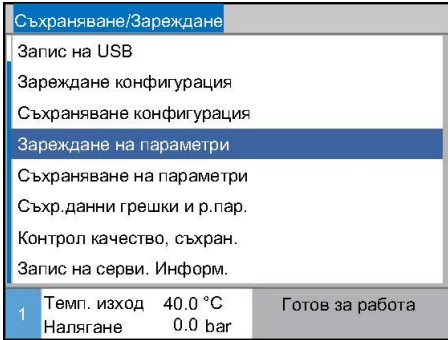 Съхраняване/Зареждане
Запис на USB
Зареждане конфигурация
Съхраняване конфигурация
Зареждане на параметри
Съхраняване на параметри
Съхр.данни грешки и р.пар.
Контрол качество, съхран.
Запис на серви. Информ.
1 Темп. изход 40.0 °C Готов за работа
Налягане 0.0 bar